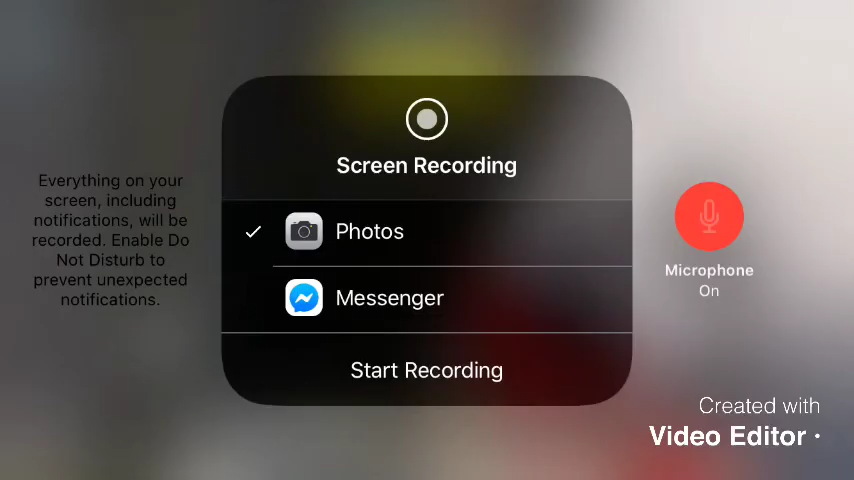 Everything on your
screen, including
notifications, will be
recorded. Enable Do
Not Disturb to
prevent unexpected
notifications.
Screen Recording
Photos
Messenger
Start Recording
Microphone
On
Created with
Video Editor ·